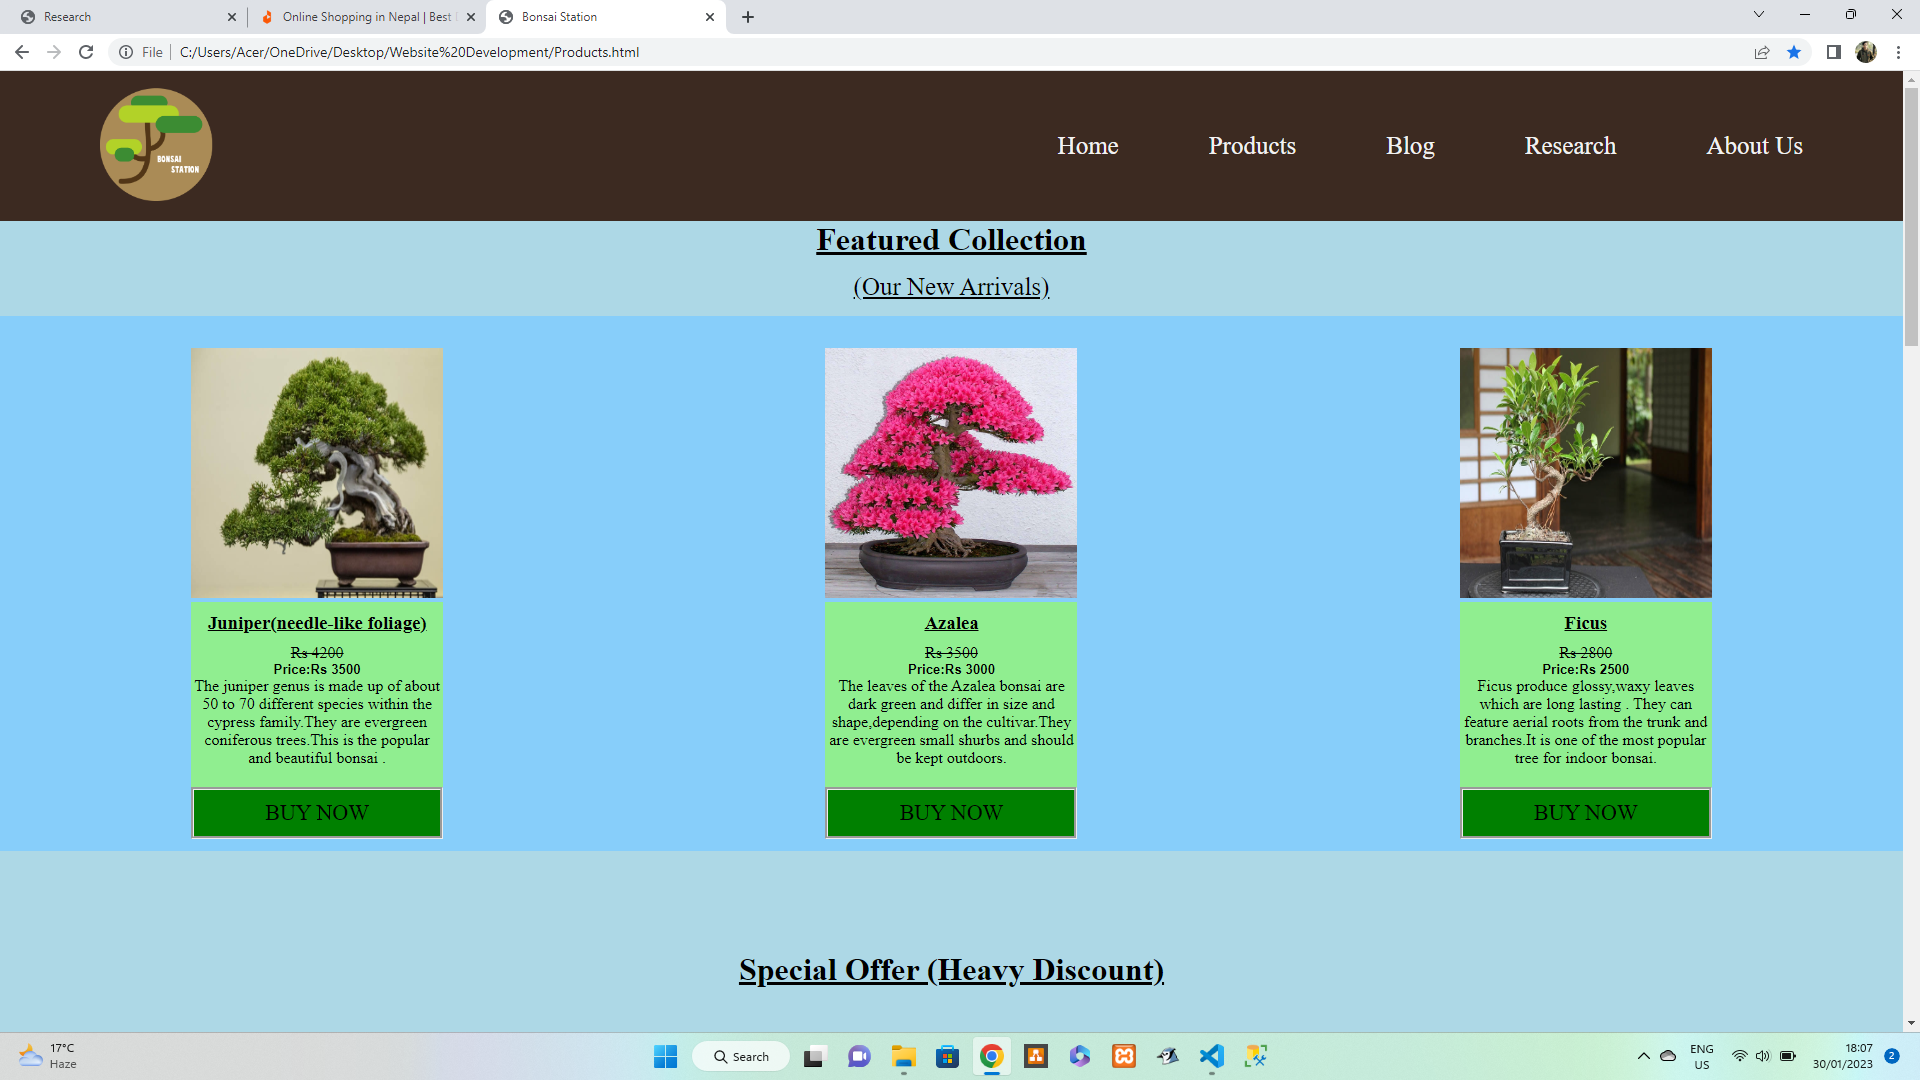 Research
Online Shopping in Nepal | Best
Bonsai Station
File
C:/Users/Acer/OneDrive/Desktop/Website%20Development/Products.html
BONSAI
STATION
Home
Products
Blog
Research
About Us
Featured Collection
(Our New Arrivals)
Juniper(needle-like foliage)
Rs 4200
Price:Rs 3500
The juniper genus is made up of about
50 to 70 different species within the
cypress family.They are evergreen
coniferous trees.This is the popular
and beautiful bonsai .
BUY NOW
Azalea
Rs 3500
Price:Rs 3000
The leaves of the Azalea bonsai are
dark green and differ in size and
shape,depending on the cultivar.They
are evergreen small shurbs and should
be kept outdoors.
BUY NOW
Ficus
Rs 2800
Price:Rs 2500
Ficus produce glossy,waxy leaves
which are long lasting . They can
feature aerial roots from the trunk and
branches.It is one of the most popular
tree for indoor bonsai.
BUY NOW
Special Offer (Heavy Discount)
17°C
Haze
Search
ENG
US
18:07
30/01/2023
2